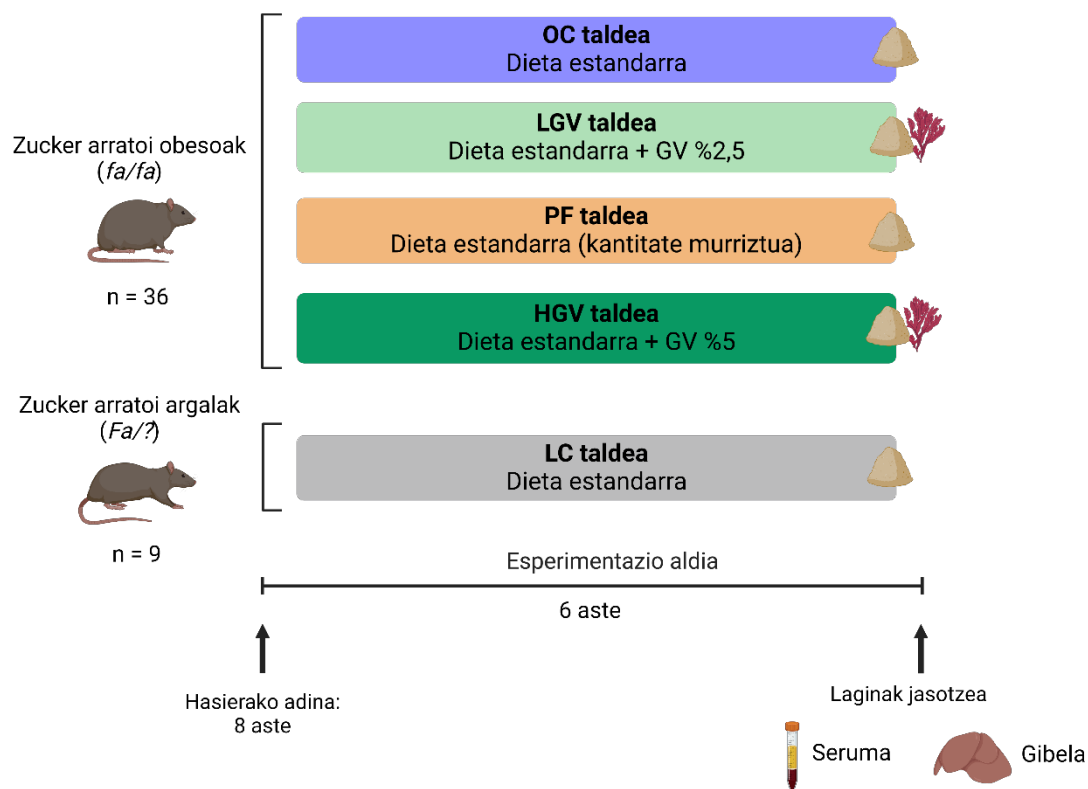 OC taldea
Dieta estandarra
LGV taldea
Dieta estandarra + GV %2,5
Zucker arratoi obesoak
(fa/fa)
PF taldea
Dieta estandarra (kantitate murriztua)
n = 36
HGV taldea
Dieta estandarra + GV %5
Zucker arratoi argalak
(Fa/?)
LC taldea
Dieta estandarra
n = 9
Esperimentazio aldia
6 aste
Hasierako adina:
8 aste
Laginak jasotzea
Seruma
Gibela